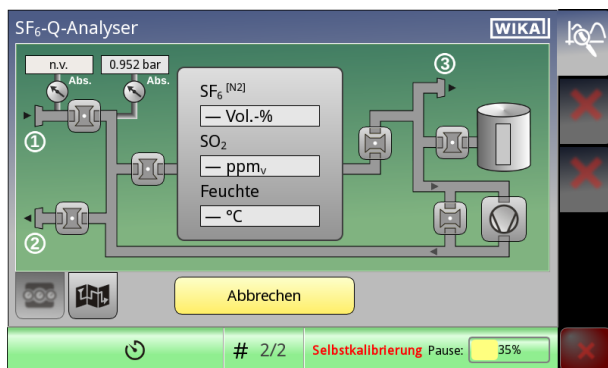 SF₆-Q-Analyser
WIKA
n.v.
0.952 bar
Abs.
Abs.
①
②
③
SF₆ [N2]
— Vol.-%
SO₂
— ppmᵥ
Feuchte
— °C
Abbrechen
# 2/2
Selbstkalibrierung Pause: 35%